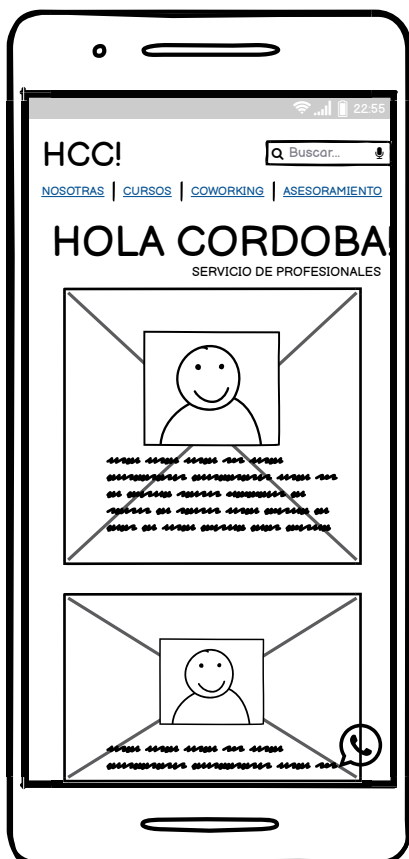 22:55
HCC!
Buscar...
NOSOTRAS | CURSOS | COWORKING | ASESORAMIENTO
HOLA CORDOBA!
SERVICIO DE PROFESIONALES